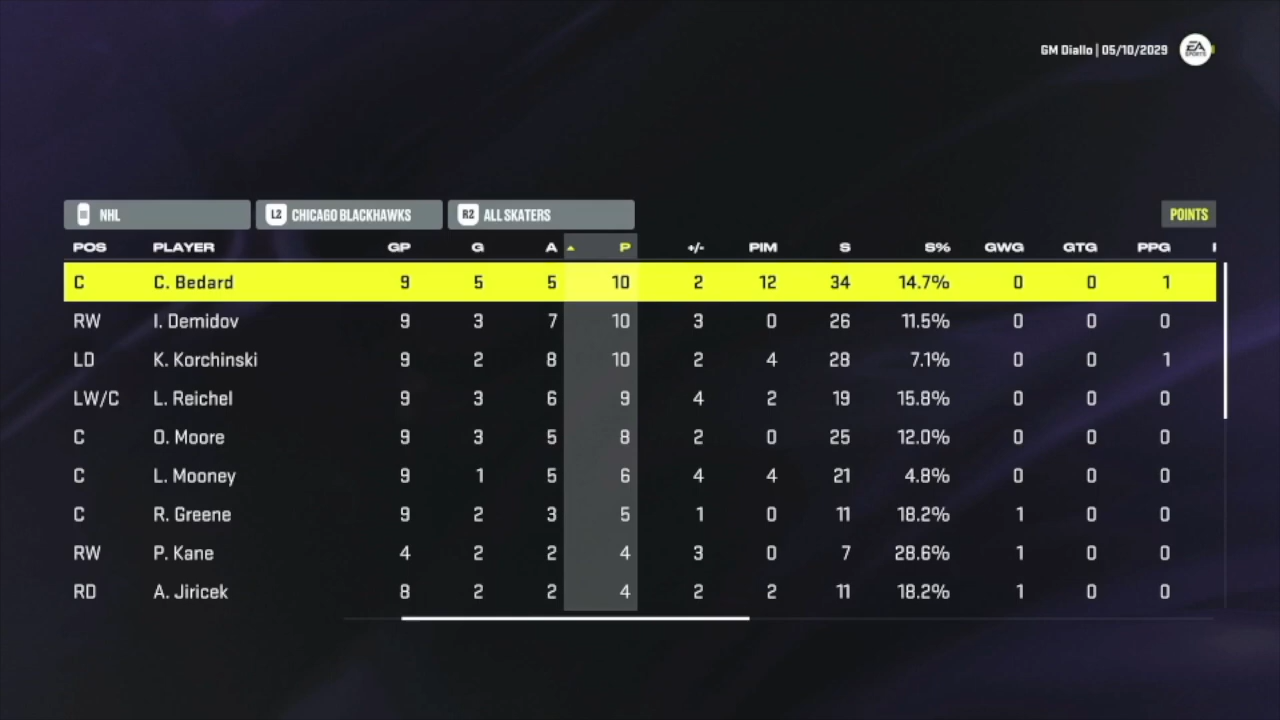 GM Diallo | 05/10/2029 EA SPORTS
NHL L2 CHICAGO BLACKHAWKS R2 ALL SKATERS POINTS
POS PLAYER GP G A P +/- PIM S S% GWG GTG PPG
C C. Bedard 9 5 5 10 2 12 34 14.7% 0 0 1
RW I. Demidov 9 3 7 10 3 0 26 11.5% 0 0 0
LD K. Korchinski 9 2 8 10 2 4 28 7.1% 0 0 1
LW/C L. Reichel 9 3 6 9 4 2 19 15.8% 0 0 0
C O. Moore 9 3 5 8 2 0 25 12.0% 0 0 0
C L. Mooney 9 1 5 6 4 4 21 4.8% 0 0 0
C R. Greene 9 2 3 5 1 0 11 18.2% 1 0 0
RW P. Kane 4 2 2 4 3 0 7 28.6% 1 0 0
RD A. Jiricek 8 2 2 4 2 2 11 18.2% 1 0 0